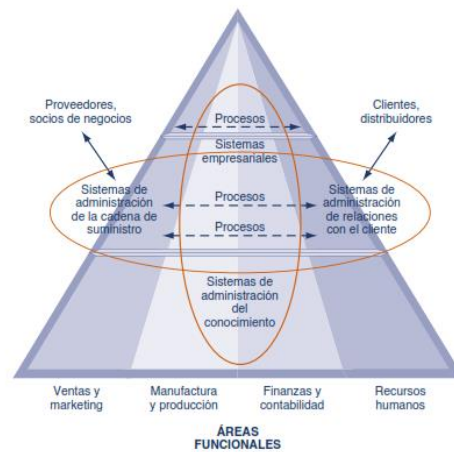 Proveedores,
socios de negocios
Clientes,
distribuidores
Procesos
Sistemas
empresariales
Sistemas de
administración
de la cadena de
suministro
Procesos
Procesos
Sistemas de
administración
de relaciones
con el cliente
Sistemas de
administración
del
conocimiento
Ventas y
marketing
Manufactura
y producción
Finanzas y
contabilidad
Recursos
humanos
ÁREAS
FUNCIONALES